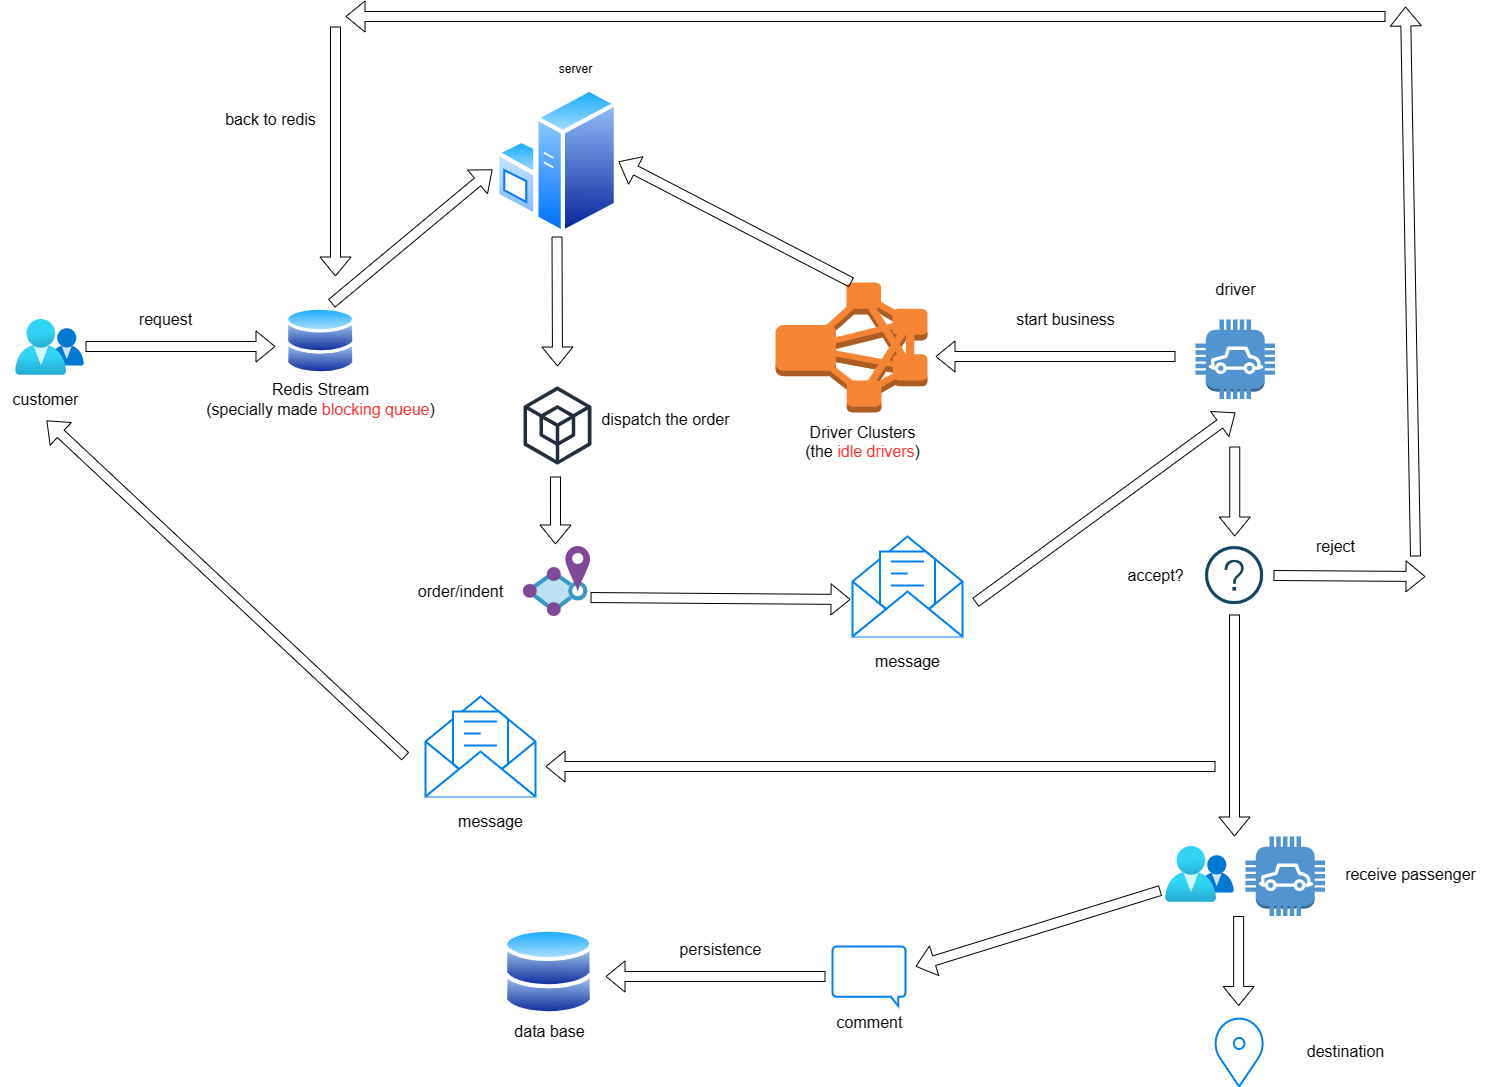 server
back to redis
request
customer
Redis Stream
(specially made blocking queue)
dispatch the order
Driver Clusters
(the idle drivers)
start business
driver
order/indent
message
accept?
reject
message
receive passenger
persistence
data base
comment
destination